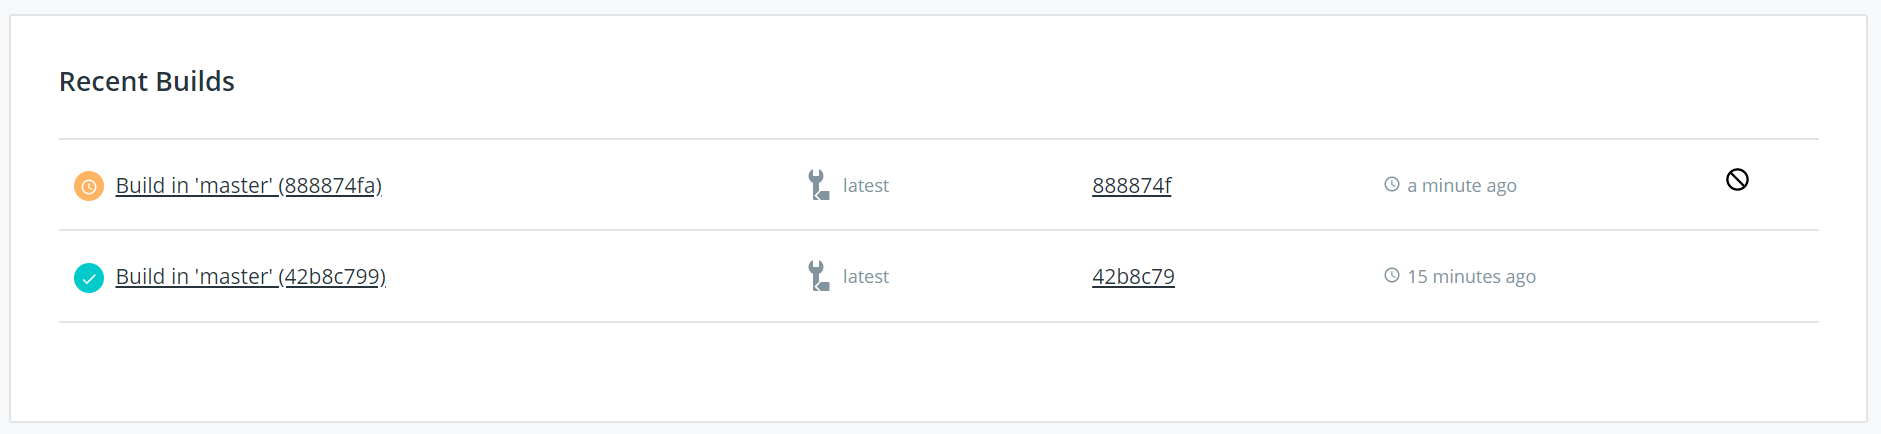 Recent Builds
Build in 'master' (888874fa) latest 888874f a minute ago
Build in 'master' (42b8c799) latest 42b8c79 15 minutes ago